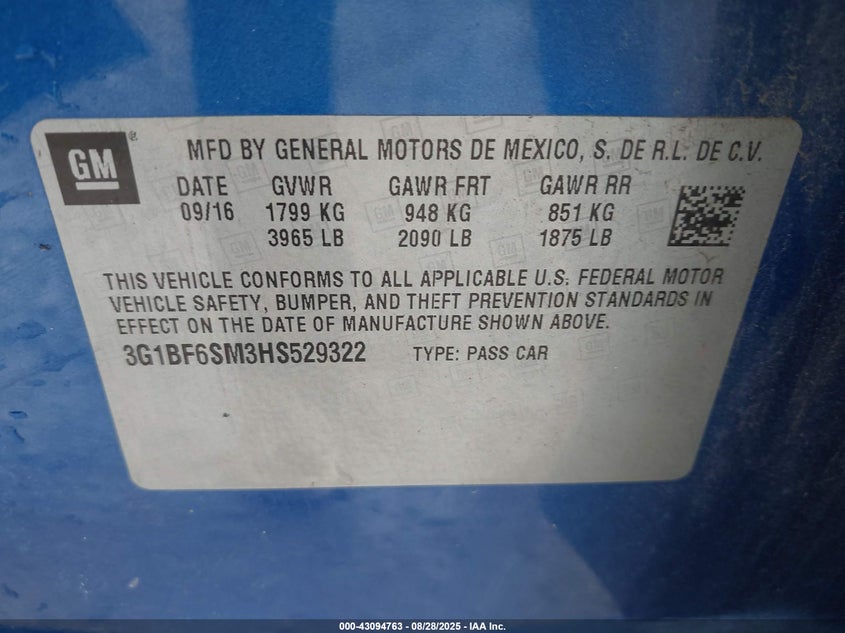 GM ®
MFD BY GENERAL MOTORS DE MEXICO, S. DE R.L. DE C.V.
DATE GVWR GAWR FRT GAWR RR
09/16 1799 KG 948 KG 851 KG
3965 LB 2090 LB 1875 LB
THIS VEHICLE CONFORMS TO ALL APPLICABLE U.S. FEDERAL MOTOR
VEHICLE SAFETY, BUMPER, AND THEFT PREVENTION STANDARDS IN
EFFECT ON THE DATE OF MANUFACTURE SHOWN ABOVE.
3G1BF6SM3HS529322 TYPE: PASS CAR
000-43094763 | 08/28/2025 - IAA Inc.